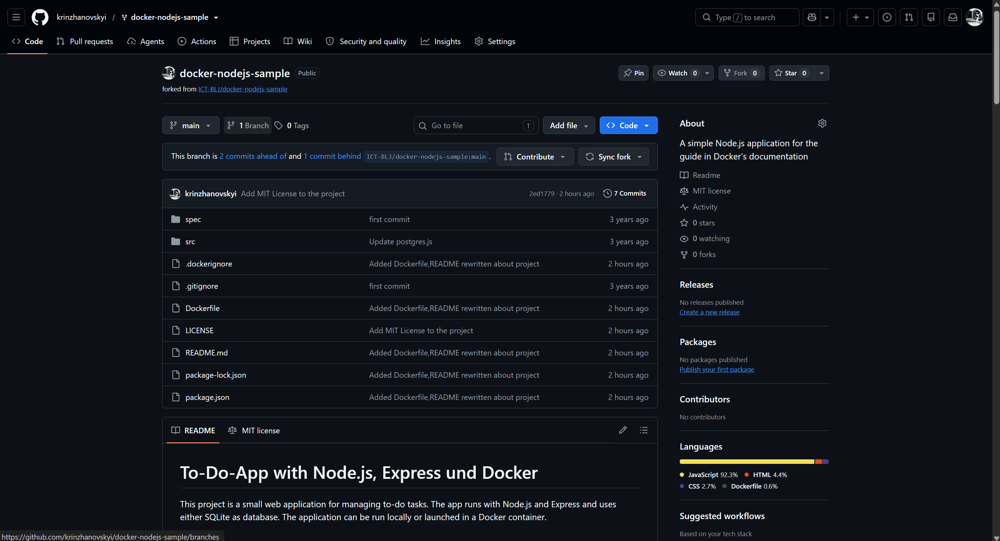 krinzhanovskyi / docker-nodejs-sample
Type / to search
Code Pull requests Agents Actions Projects Wiki Security and quality Insights Settings
docker-nodejs-sample Public
Pin Watch 0 Fork 0 Star 0
forked from ICT-BLJ/docker-nodejs-sample
main 1 Branch 0 Tags
Go to file T Add file Code
This branch is 2 commits ahead of and 1 commit behind ICT-BLJ/docker-nodejs-sample:main .
Contribute Sync fork
krinzhanovskyi Add MIT License to the project 2ed1779 · 2 hours ago 7 Commits
spec first commit 3 years ago
src Update postgres.js 3 years ago
.dockerignore Added Dockerfile,README rewritten about project 2 hours ago
.gitignore first commit 3 years ago
Dockerfile Added Dockerfile,README rewritten about project 2 hours ago
LICENSE Add MIT License to the project 2 hours ago
README.md Added Dockerfile,README rewritten about project 2 hours ago
package-lock.json Added Dockerfile,README rewritten about project 2 hours ago
package.json Added Dockerfile,README rewritten about project 2 hours ago
README MIT license
To-Do-App with Node.js, Express und Docker
This project is a small web application for managing to-do tasks. The app runs with Node.js and Express and uses
either SQLite as database. The application can be run locally or launched in a Docker container.
About
A simple Node.js application for the
guide in Docker's documentation
Readme
MIT license
Activity
0 stars
0 watching
0 forks
Releases
No releases published
Create a new release
Packages
No packages published
Publish your first package
Contributors
No contributors
Languages
JavaScript 92.3% HTML 4.4%
CSS 2.7% Dockerfile 0.6%
Suggested workflows
Based on your tech stack
https://github.com/krinzhanovskyi/docker-nodejs-sample/branches